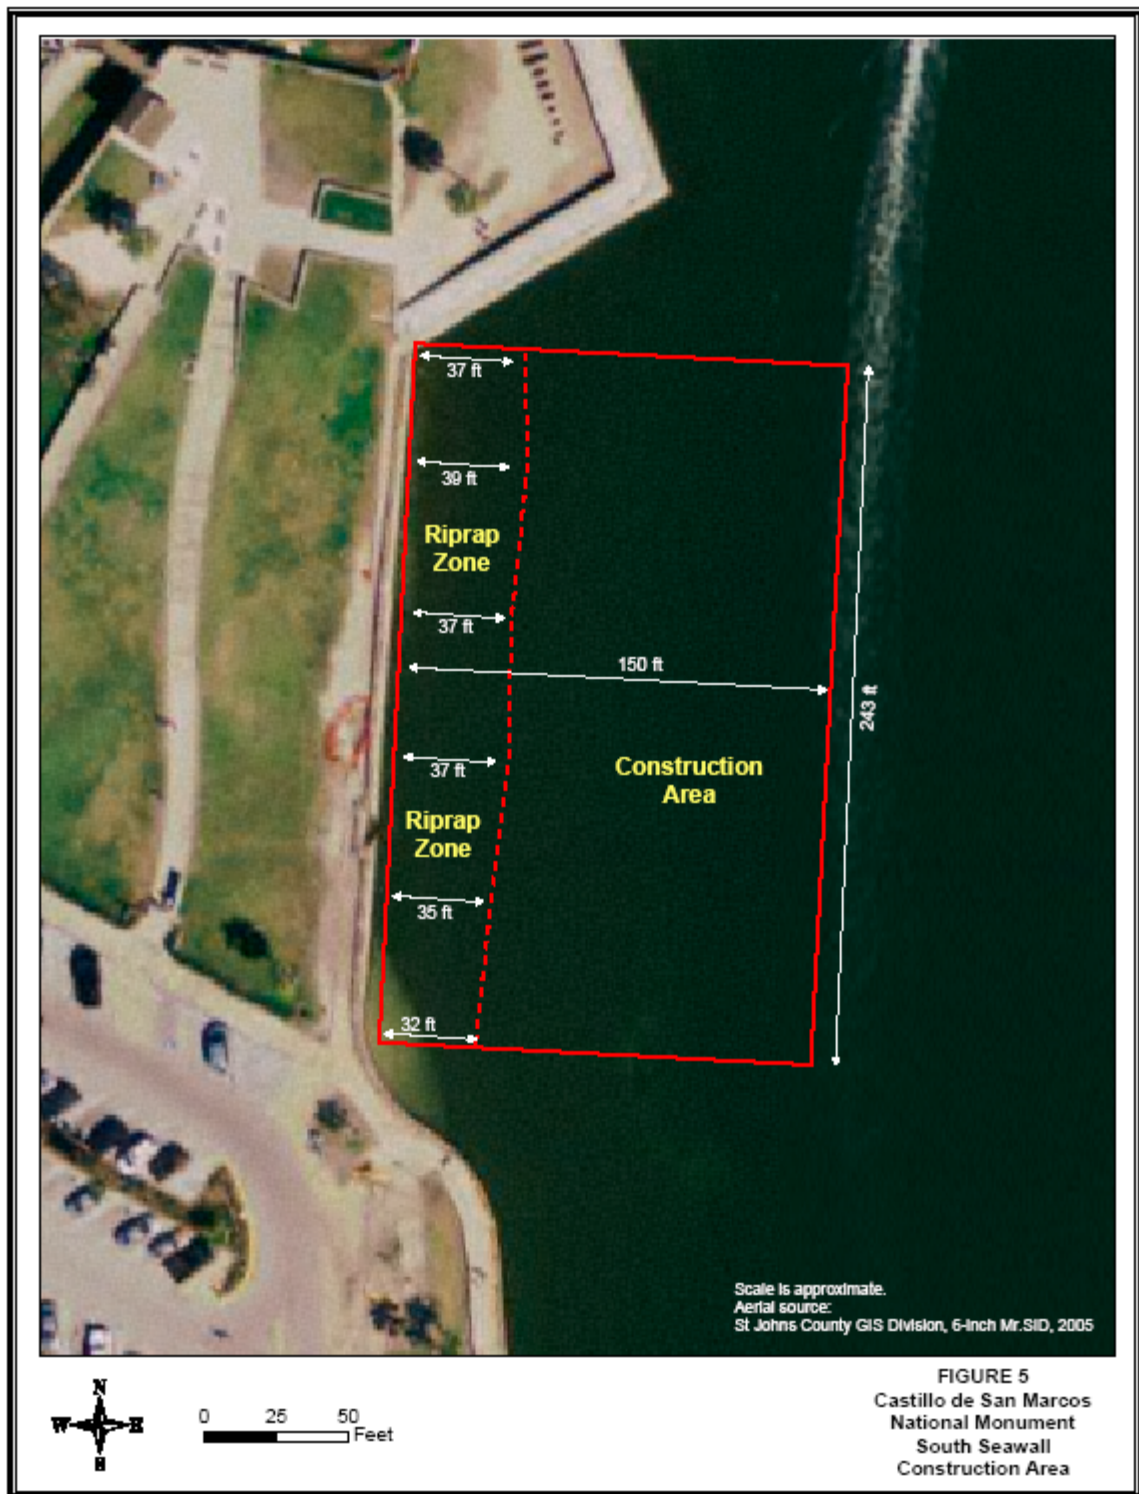 37 ft
39 ft
Riprap
Zone
37 ft
150 ft
243 ft
37 ft
Construction
Area
Riprap
Zone
35 ft
32 ft
Scale is approximate.
Aerial source:
St Johns County GIS Division, 6-inch Mr.SID, 2005
N
W E
S
0 25 50
Feet
FIGURE 5
Castillo de San Marcos
National Monument
South Seawall
Construction Area